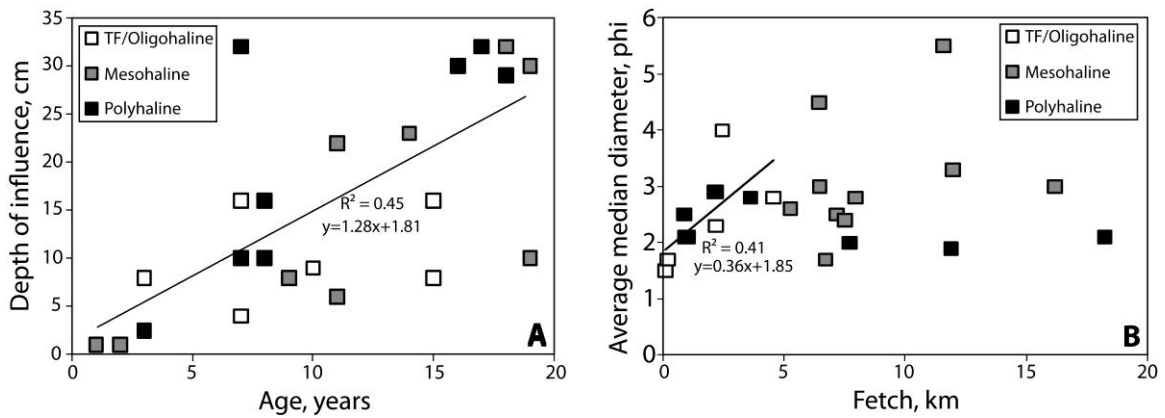 35
30
25
20
15
10
5
0
Depth of influence, cm
TF/Oligohaline
Mesohaline
Polyhaline
R² = 0.45
y=1.28x+1.81
A
0
5
10
15
20
Age, years
6
5
4
3
2
1
0
Average median diameter, phi
TF/Oligohaline
Mesohaline
Polyhaline
R² = 0.41
y=0.36x+1.85
B
0
5
10
15
20
Fetch, km